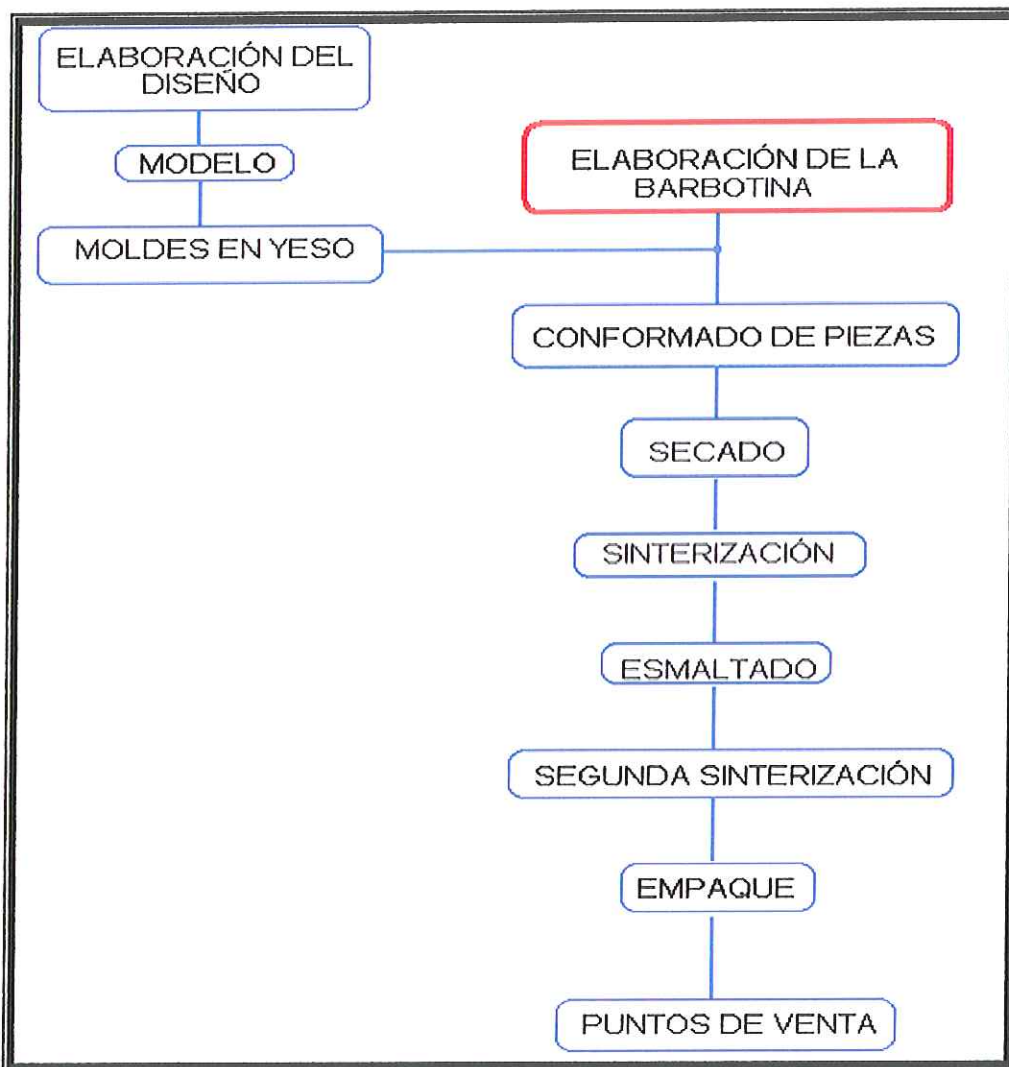 ELABORACIÓN DEL
DISEÑO
MODELO
MOLDES EN YESO
ELABORACIÓN DE LA
BARBOTINA
CONFORMADO DE PIEZAS
SECADO
SINTERIZACIÓN
ESMALTADO
SEGUNDA SINTERIZACIÓN
EMPAQUE
PUNTOS DE VENTA